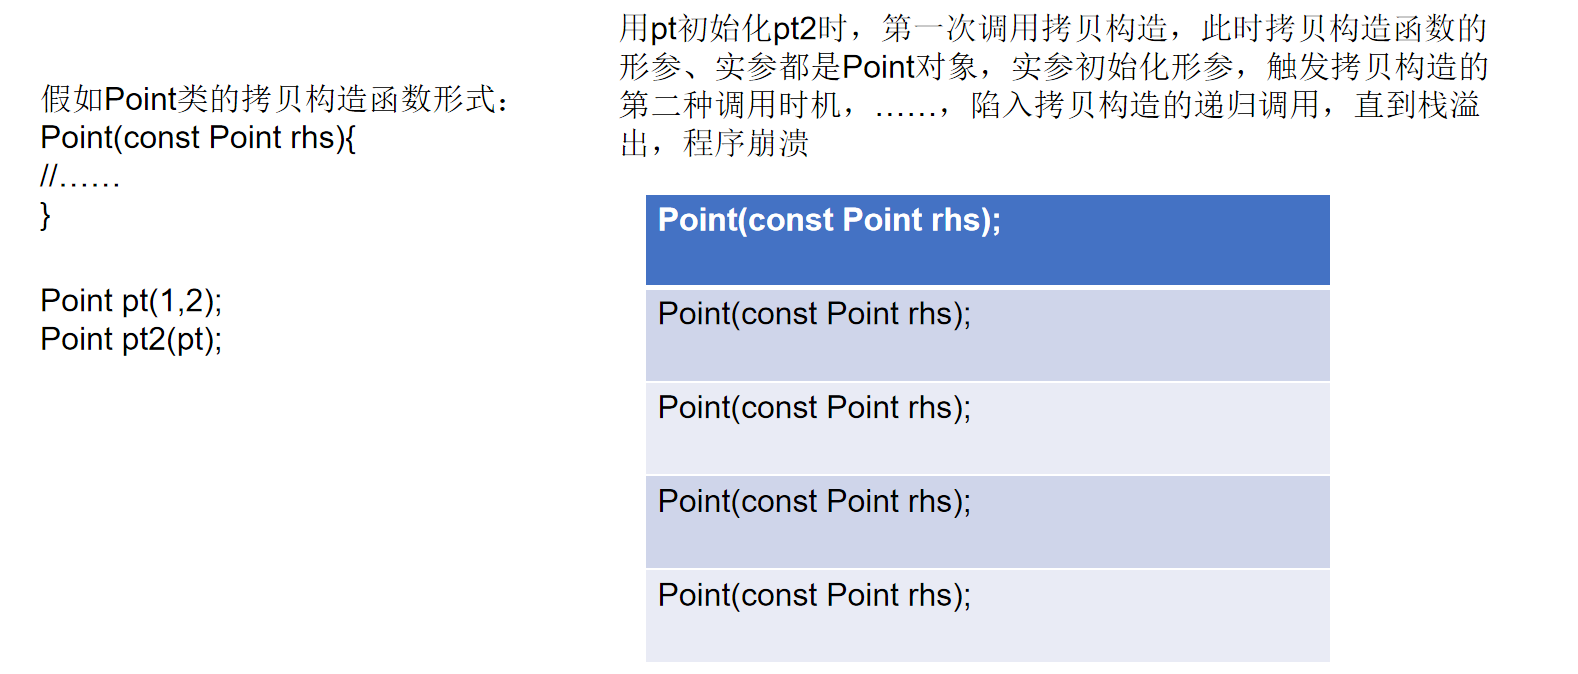 假如Point类的拷贝构造函数形式：
Point(const Point rhs){
//……
}
Point pt(1,2);
Point pt2(pt);
用pt初始化pt2时，第一次调用拷贝构造，此时拷贝构造函数的
形参、实参都是Point对象，实参初始化形参，触发拷贝构造的
第二种调用时机，……，陷入拷贝构造的递归调用，直到栈溢
出，程序崩溃
Point(const Point rhs);
Point(const Point rhs);
Point(const Point rhs);
Point(const Point rhs);
Point(const Point rhs);